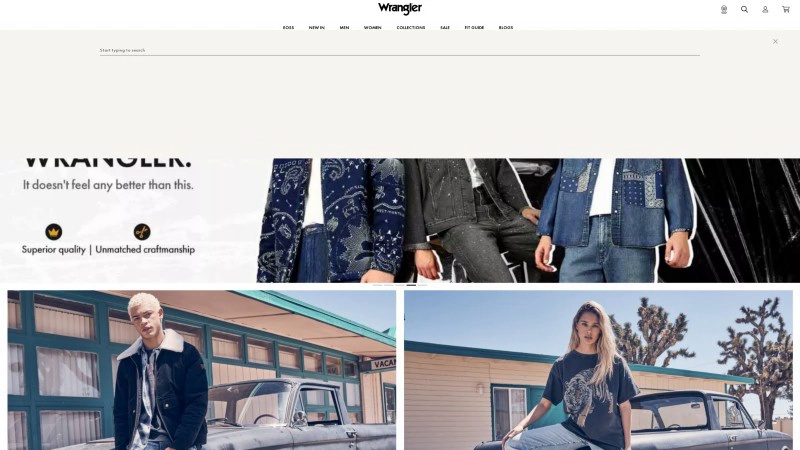 Wrangler
EOSS NEW IN MEN WOMEN COLLECTIONS SALE FIT GUIDE BLOGS
Start typing to search
WRANGLER.
It doesn't feel any better than this.
Superior quality | Unmatched craftmanship
VACAN